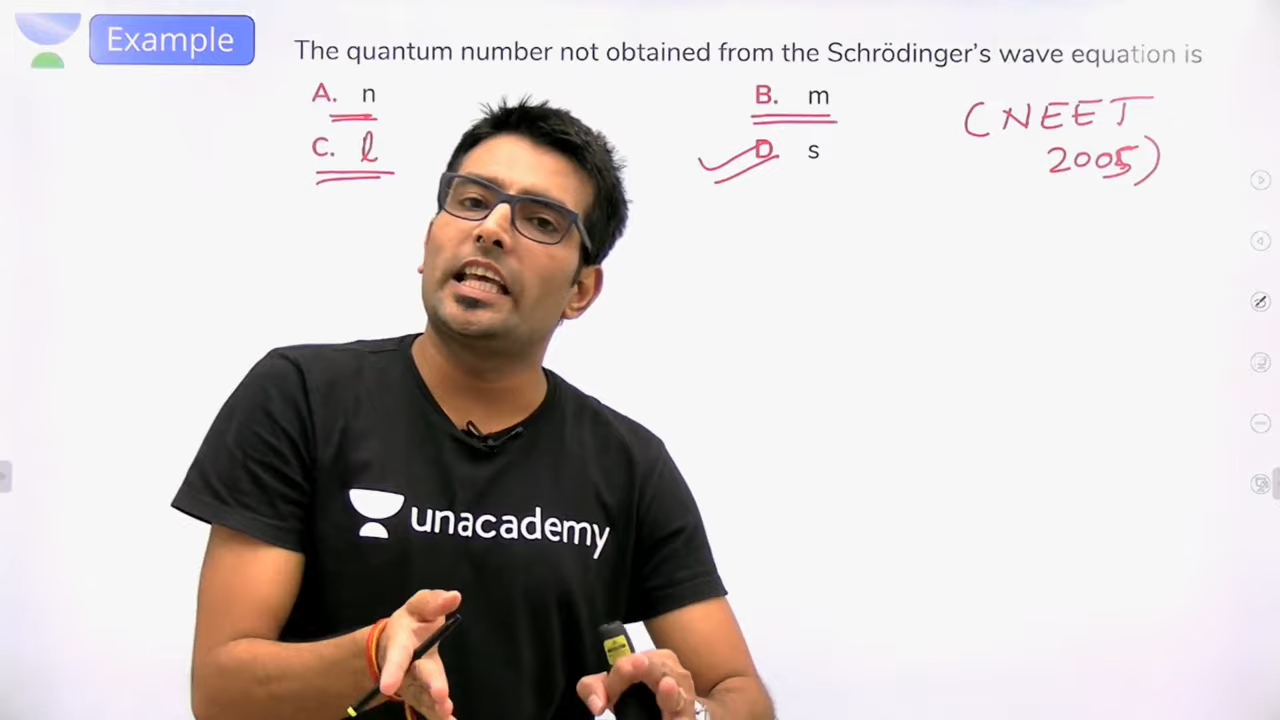 Example
The quantum number not obtained from the Schrödinger's wave equation is
A. n
B. m
C. l
D. s
(NEET
2005)
unacademy